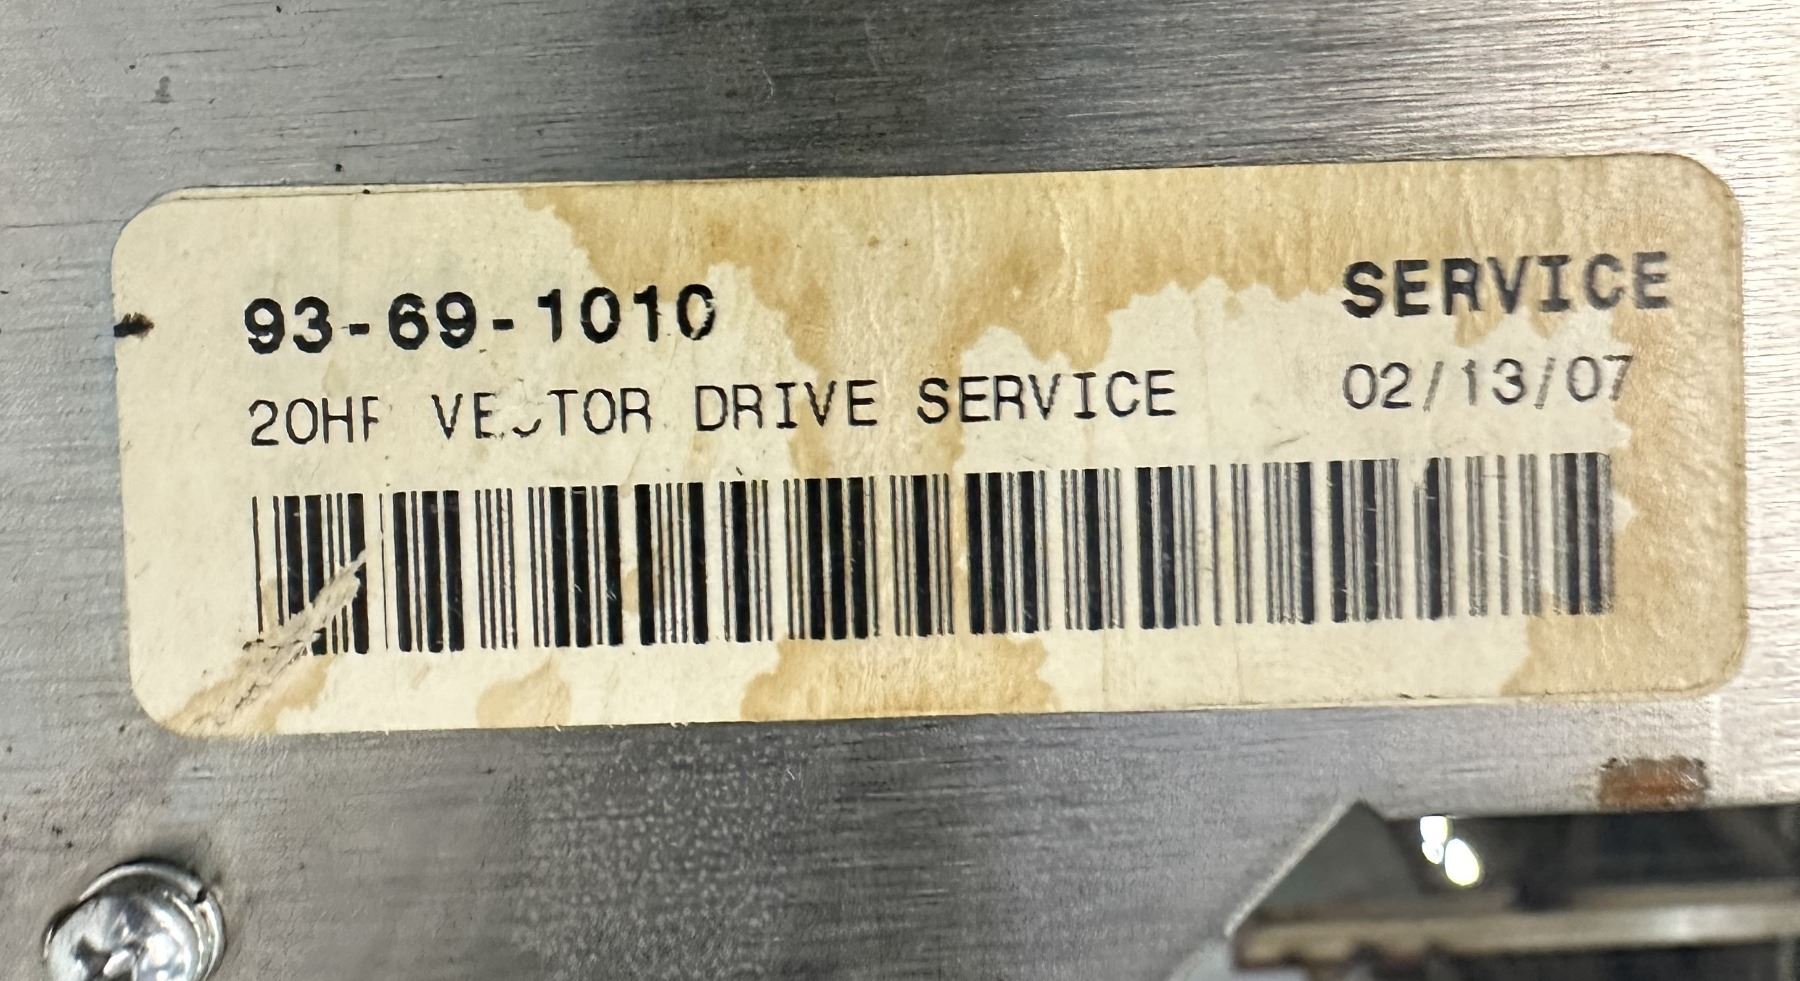 93-69-1010
SERVICE
20HP VECTOR DRIVE SERVICE
02/13/07